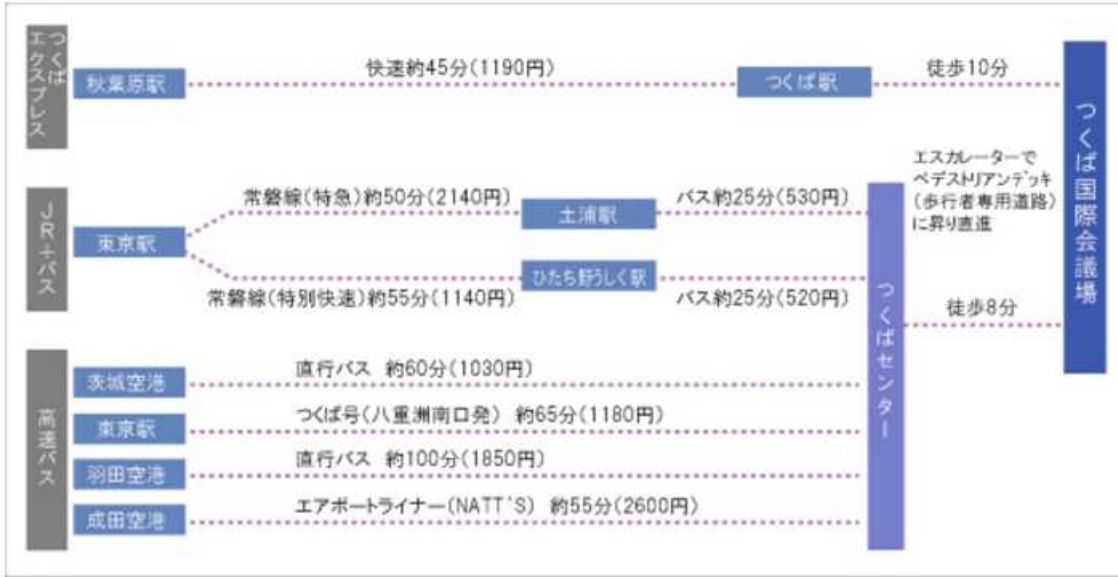 つくば
エクスプレス
秋葉原駅
快速約45分(1190円)
つくば駅
徒歩10分
つくば国際会議場
エスカレーターで
ペデストリアンデッキ
(歩行者専用道路)
に昇り直進
JR+バス
東京駅
常磐線(特急)約50分(2140円)
土浦駅
バス約25分(530円)
常磐線(特別快速)約55分(1140円)
ひたち野うしく駅
バス約25分(520円)
つくばセンター
徒歩8分
高速バス
茨城空港
直行バス 約60分(1030円)
東京駅
つくば号(八重洲南口発) 約65分(1180円)
羽田空港
直行バス 約100分(1850円)
成田空港
エアポートライナー(NATT'S) 約55分(2600円)